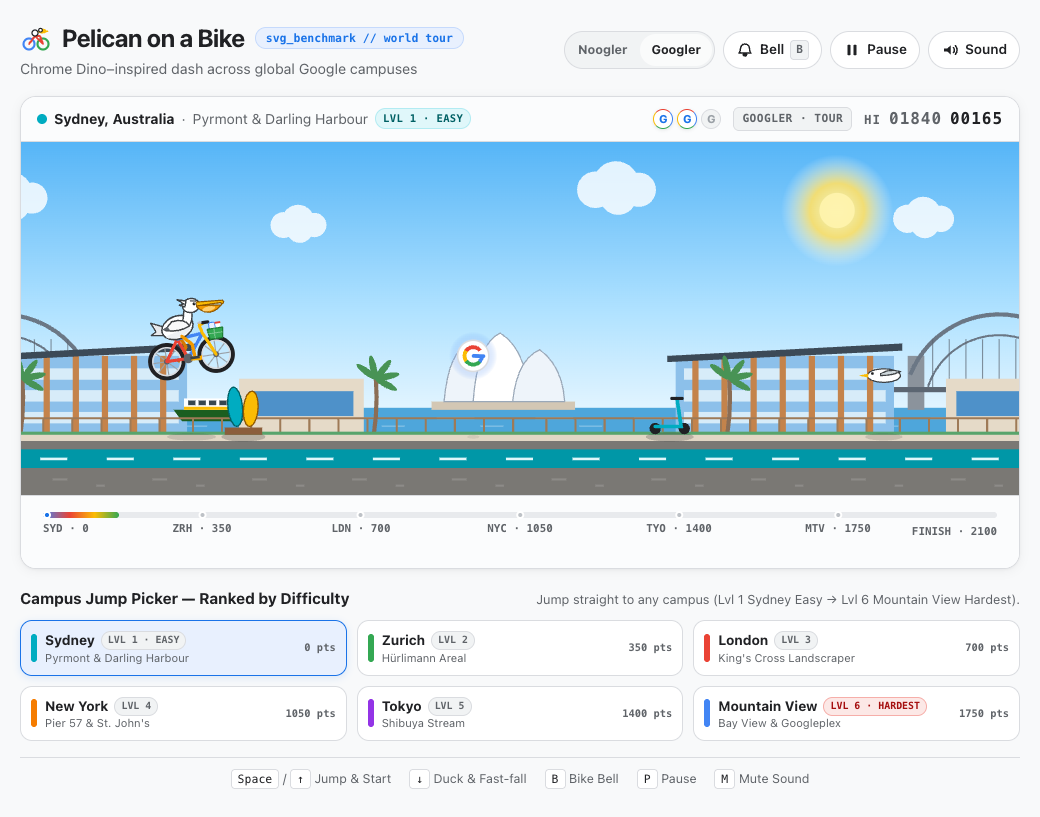 Pelican on a Bike
svg_benchmark // world tour
Chrome Dino–inspired dash across global Google campuses
Noogler
Googler
Bell B
Pause
Sound
Sydney, Australia · Pyrmont & Darling Harbour
LVL 1 · EASY
G G G
GOOGLER · TOUR
HI 01840 00165
G
SYD · 0
ZRH · 350
LDN · 700
NYC · 1050
TYO · 1400
MTV · 1750
FINISH · 2100
Campus Jump Picker — Ranked by Difficulty
Jump straight to any campus (Lvl 1 Sydney Easy → Lvl 6 Mountain View Hardest).
Sydney LVL 1 · EASY
Pyrmont & Darling Harbour
0 pts
Zurich LVL 2
Hürlimann Areal
350 pts
London LVL 3
King's Cross Landscraper
700 pts
New York LVL 4
Pier 57 & St. John's
1050 pts
Tokyo LVL 5
Shibuya Stream
1400 pts
Mountain View LVL 6 · HARDEST
Bay View & Googleplex
1750 pts
Space / ↑ Jump & Start
↓ Duck & Fast-fall
B Bike Bell
P Pause
M Mute Sound